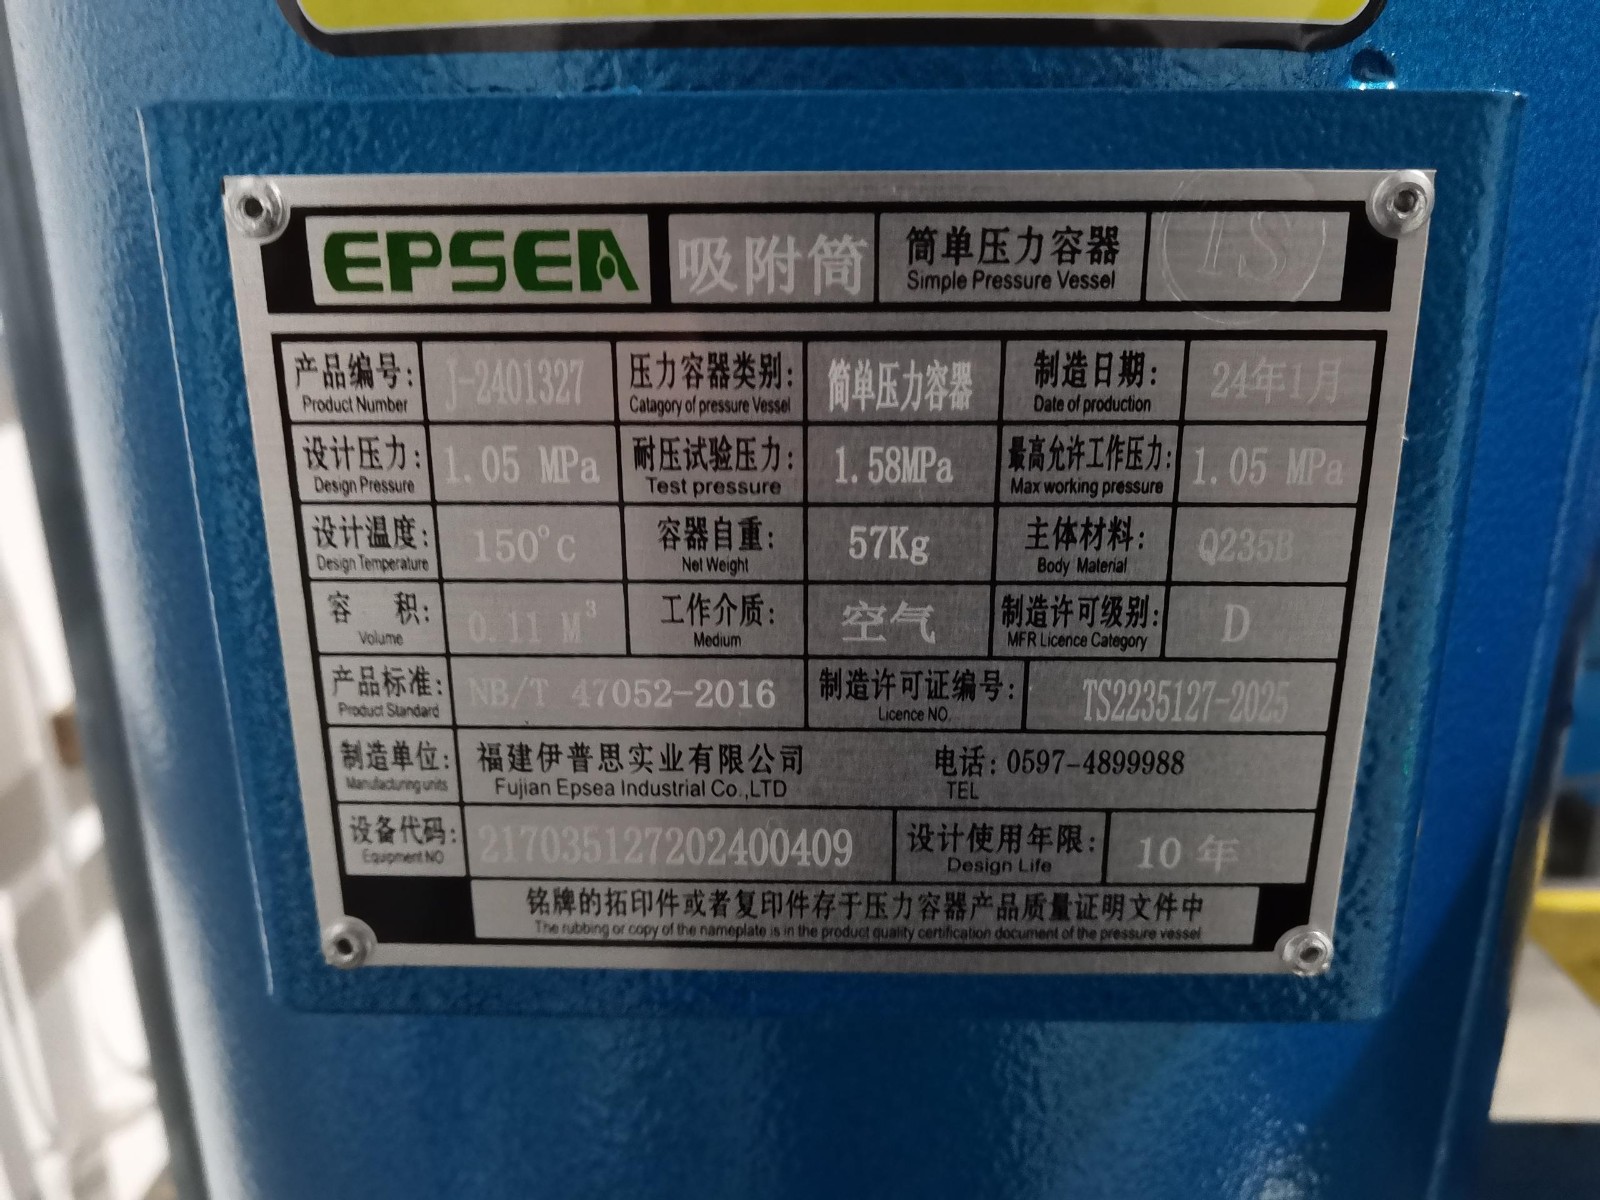 EPSEA 吸附筒 简单压力容器 TS
Simple Pressure Vessel
产品编号: J-2401327 压力容器类别: 简单压力容器 制造日期: 24年1月
Product Number Catagory of pressure Vessel Date of production
设计压力: 1.05 MPa 耐压试验压力: 1.58MPa 最高允许工作压力: 1.05 MPa
Design Pressure Test pressure Max working pressure
设计温度: 150°C 容器自重: 57Kg 主体材料: Q235B
Design Temperature Net Weight Body Material
容 积: 0.11 M³ 工作介质: 空气 制造许可级别: D
Volume Medium MFR Licence Category
产品标准: NB/T 47052-2016 制造许可证编号: TS2235127-2025
Product Standard Licence NO.
制造单位: 福建伊普思实业有限公司 电话: 0597-4899988
Manufacturing units Fujian Epsea Industrial Co.,LTD TEL
设备代码: 217035127202400409 设计使用年限: 10 年
Equipment NO Design Life
铭牌的拓印件或者复印件存于压力容器产品质量证明文件中
The rubbing or copy of the nameplate is in the product quality certification document of the pressure vessel